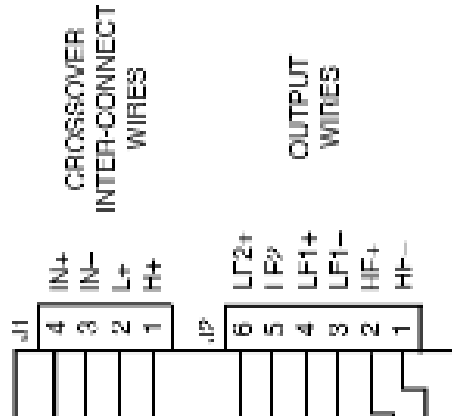 CROSSOVER
INTER-CONNECT
WIRES
J1
4 IN+
3 IN-
2 L+
1 H+
OUTPUT
WIRES
6 LF2+
5
4 LF1+
3 LF1-
2 HF+
1 HF-